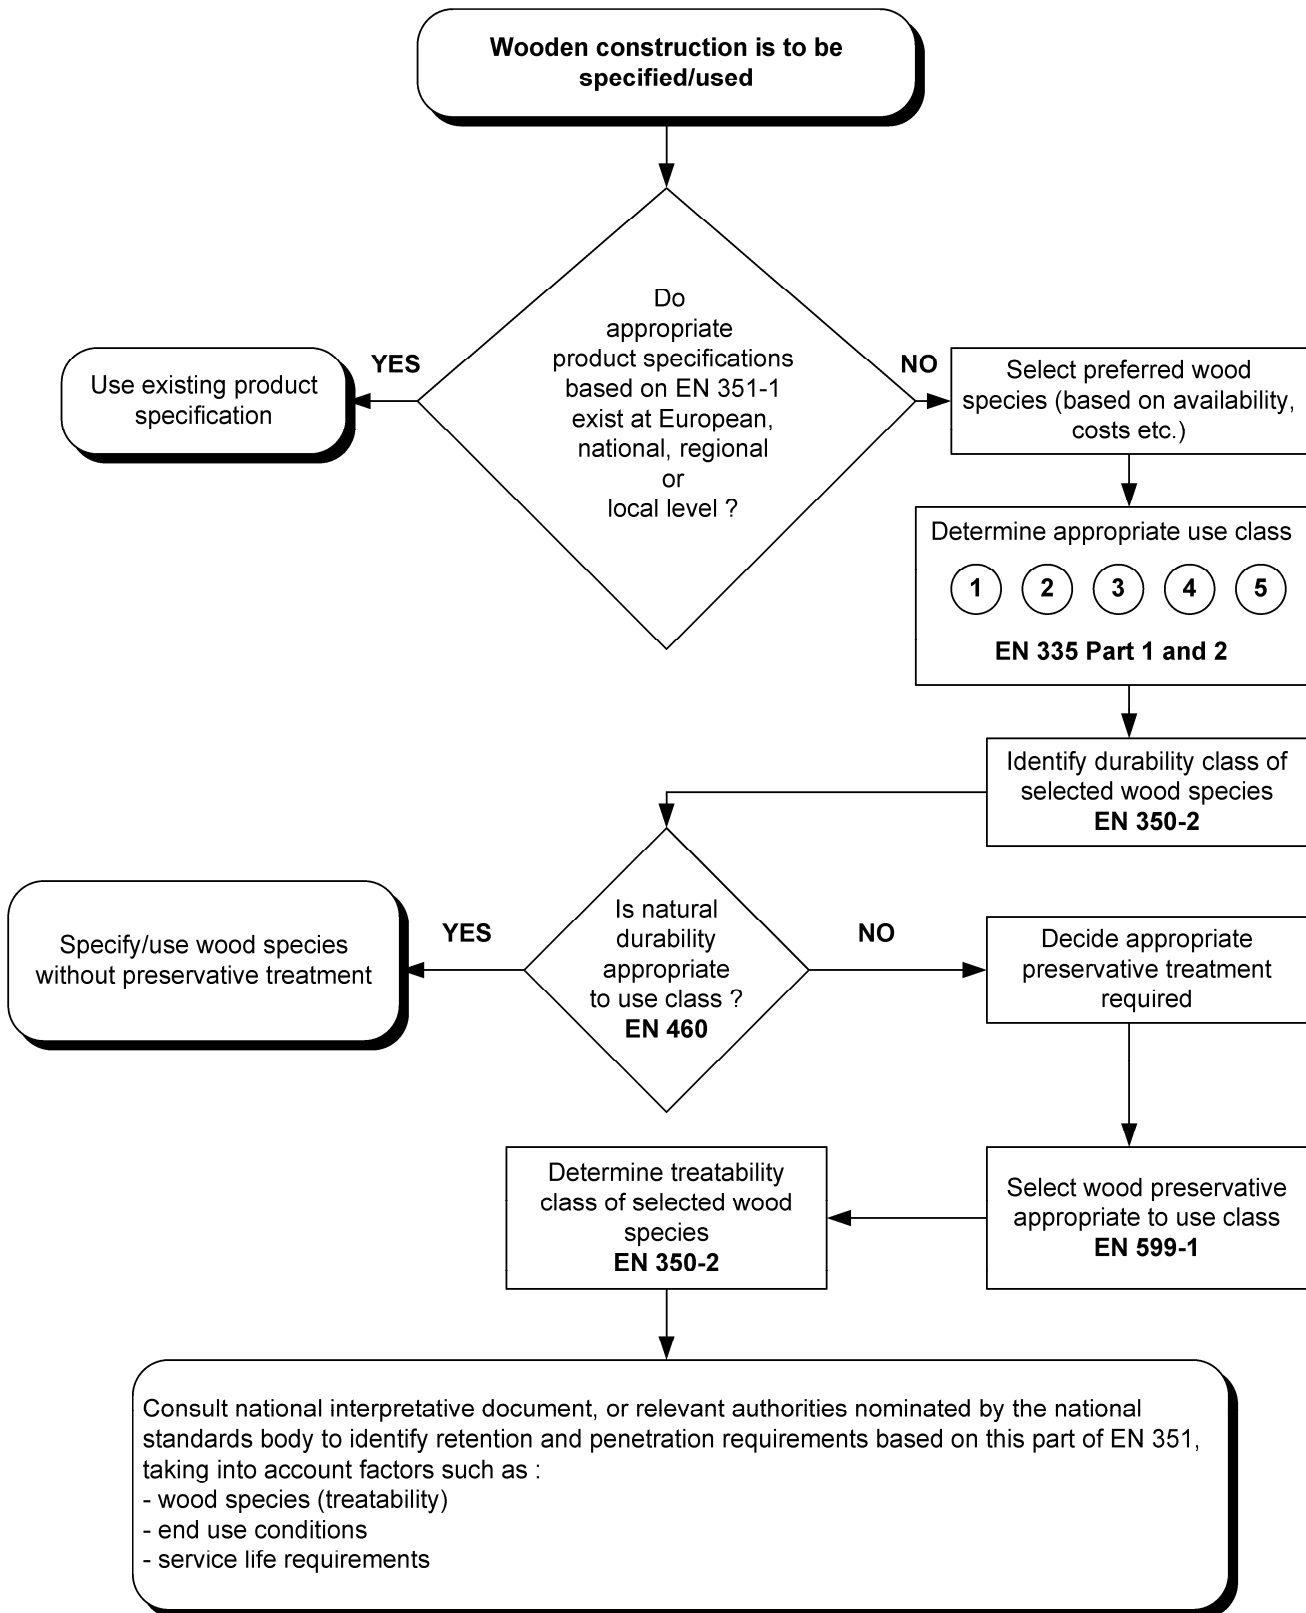 Wooden construction is to be
specified/used
Do
appropriate
product specifications
based on EN 351-1
exist at European,
national, regional
or
local level ?
YES
NO
Use existing product
specification
Select preferred wood
species (based on availability,
costs etc.)
Determine appropriate use class
1 2 3 4 5
EN 335 Part 1 and 2
Identify durability class of
selected wood species
EN 350-2
Is natural
durability
appropriate
to use class ?
EN 460
YES
NO
Specify/use wood species
without preservative treatment
Decide appropriate
preservative treatment
required
Select wood preservative
appropriate to use class
EN 599-1
Determine treatability
class of selected wood
species
EN 350-2
Consult national interpretative document, or relevant authorities nominated by the national
standards body to identify retention and penetration requirements based on this part of EN 351,
taking into account factors such as :
- wood species (treatability)
- end use conditions
- service life requirements